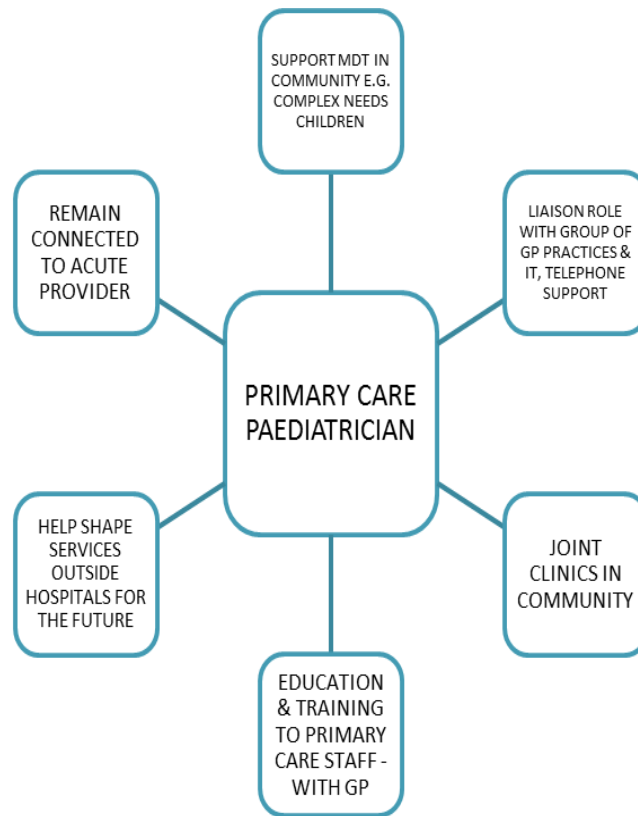 SUPPORT MDT IN
COMMUNITY E.G.
COMPLEX NEEDS
CHILDREN
REMAIN
CONNECTED
TO ACUTE
PROVIDER
LIAISON ROLE
WITH GROUP OF
GP PRACTICES &
IT, TELEPHONE
SUPPORT
PRIMARY CARE
PAEDIATRICIAN
HELP SHAPE
SERVICES
OUTSIDE
HOSPITALS FOR
THE FUTURE
JOINT
CLINICS IN
COMMUNITY
EDUCATION
& TRAINING
TO PRIMARY
CARE STAFF -
WITH GP